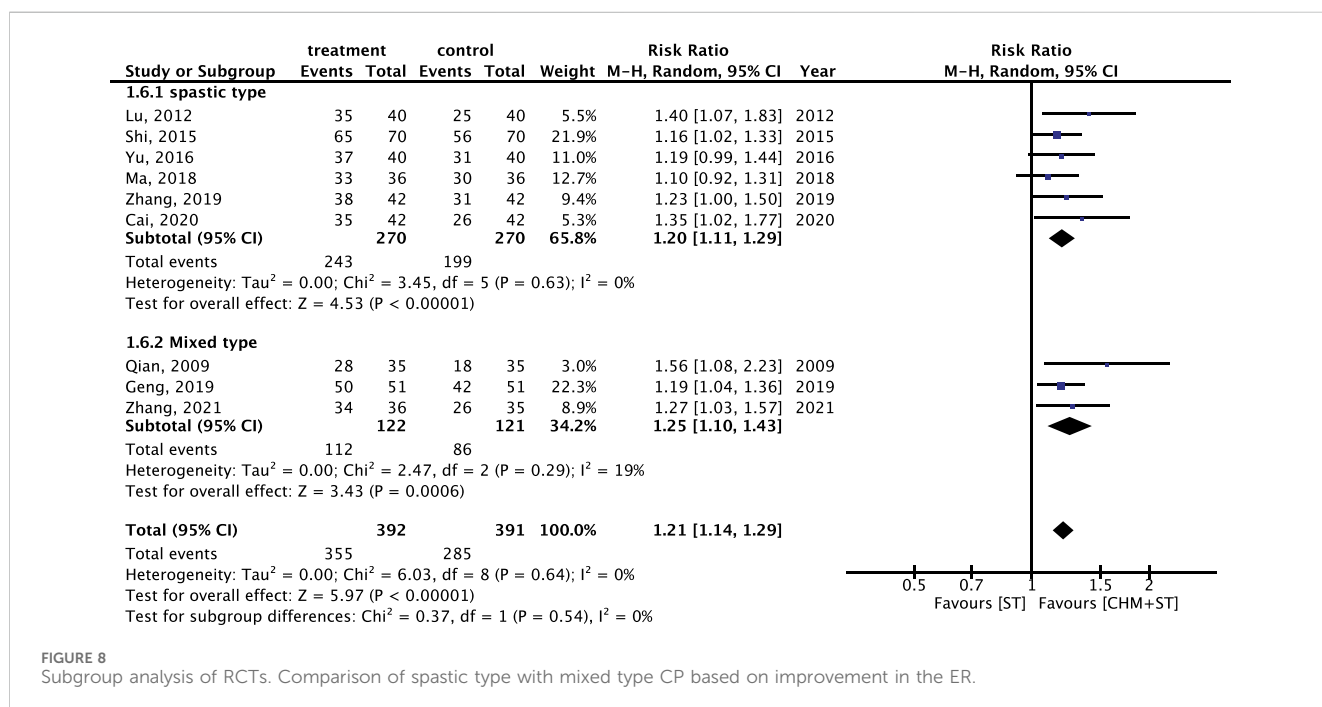 treatment control Risk Ratio Risk Ratio
Study or Subgroup Events Total Events Total Weight M-H, Random, 95% CI Year M-H, Random, 95% CI
1.6.1 spastic type
Lu, 2012 35 40 25 40 5.5% 1.40 [1.07, 1.83] 2012
Shi, 2015 65 70 56 70 21.9% 1.16 [1.02, 1.33] 2015
Yu, 2016 37 40 31 40 11.0% 1.19 [0.99, 1.44] 2016
Ma, 2018 33 36 30 36 12.7% 1.10 [0.92, 1.31] 2018
Zhang, 2019 38 42 31 42 9.4% 1.23 [1.00, 1.50] 2019
Cai, 2020 35 42 26 42 5.3% 1.35 [1.02, 1.77] 2020
Subtotal (95% CI) 270 270 65.8% 1.20 [1.11, 1.29]
Total events 243 199
Heterogeneity: Tau² = 0.00; Chi² = 3.45, df = 5 (P = 0.63); I² = 0%
Test for overall effect: Z = 4.53 (P < 0.00001)
1.6.2 Mixed type
Qian, 2009 28 35 18 35 3.0% 1.56 [1.08, 2.23] 2009
Geng, 2019 50 51 42 51 22.3% 1.19 [1.04, 1.36] 2019
Zhang, 2021 34 36 26 35 8.9% 1.27 [1.03, 1.57] 2021
Subtotal (95% CI) 122 121 34.2% 1.25 [1.10, 1.43]
Total events 112 86
Heterogeneity: Tau² = 0.00; Chi² = 2.47, df = 2 (P = 0.29); I² = 19%
Test for overall effect: Z = 3.43 (P = 0.0006)
Total (95% CI) 392 391 100.0% 1.21 [1.14, 1.29]
Total events 355 285
Heterogeneity: Tau² = 0.00; Chi² = 6.03, df = 8 (P = 0.64); I² = 0%
Test for overall effect: Z = 5.97 (P < 0.00001)
Test for subgroup differences: Chi² = 0.37, df = 1 (P = 0.54), I² = 0%
0.5 0.7 1 1.5 2
Favours [ST] Favours [CHM+ST]
FIGURE 8
Subgroup analysis of RCTs. Comparison of spastic type with mixed type CP based on improvement in the ER.